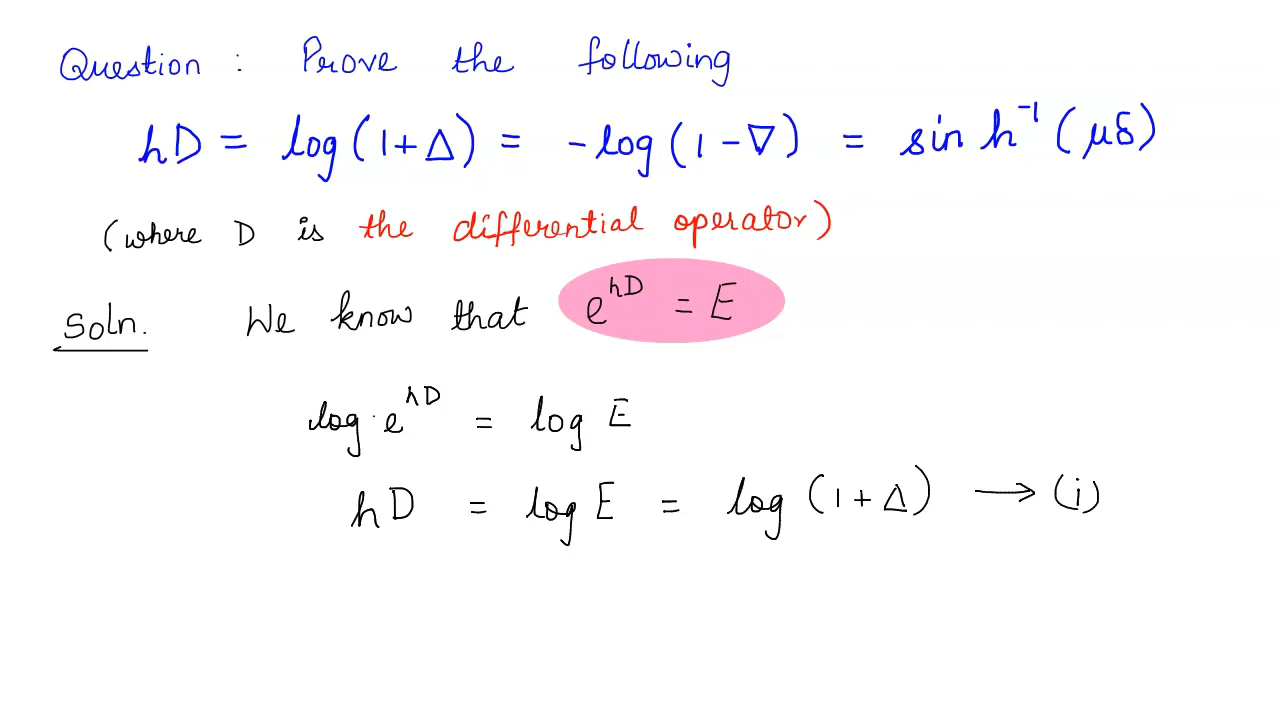 Question : Prove the following
hD = log(1+Δ) = -log(1-∇) = sin h⁻¹(μδ)
(where D is the differential operator)
Soln. We know that e^hD = E
log e^hD = log E
hD = log E = log (1+Δ) → (i)